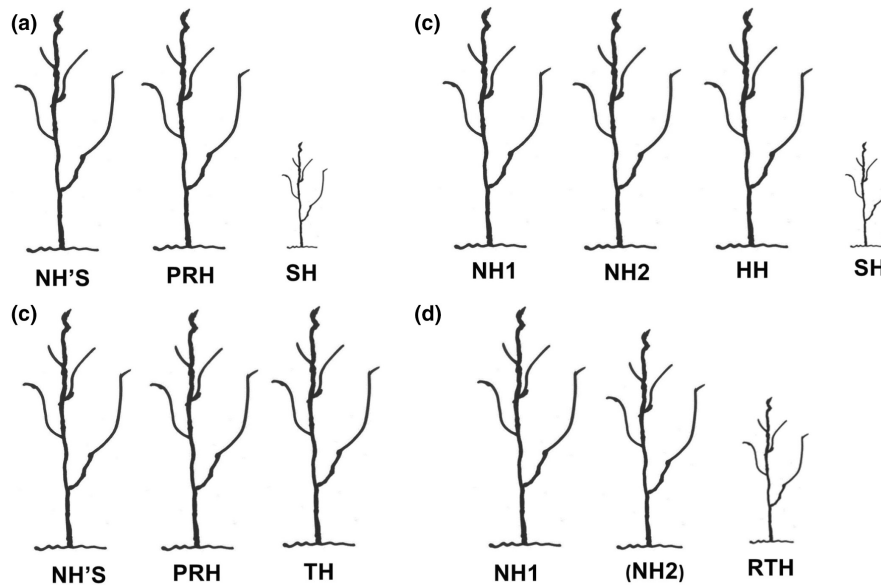 (a)
NH'S PRH SH
(c)
NH1 NH2 HH SH
(c)
NH'S PRH TH
(d)
NH1 (NH2) RTH